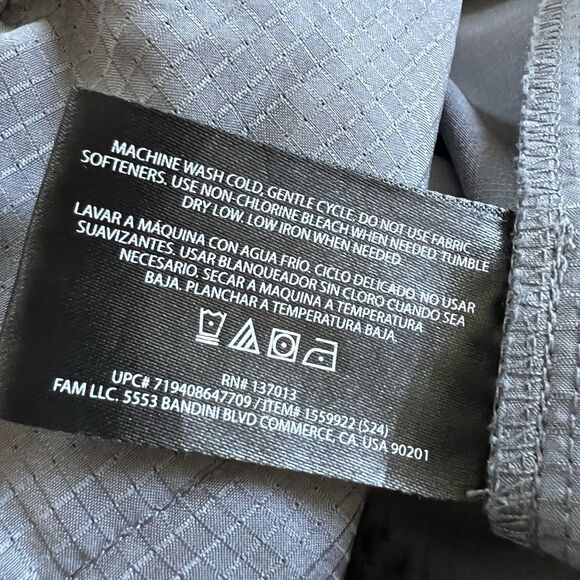 MACHINE WASH COLD, GENTLE CYCLE. DO NOT USE FABRIC
SOFTENERS. USE NON-CHLORINE BLEACH WHEN NEEDED. TUMBLE
DRY LOW. LOW IRON WHEN NEEDED.
LAVAR A MÁQUINA CON AGUA FRÍO. CICLO DELICADO. NO USAR
SUAVIZANTES. USAR BLANQUEADOR SIN CLORO CUANDO SEA
NECESARIO. SECAR A MAQUINA A TEMPERATURA
BAJA. PLANCHAR A TEMPERATURA BAJA.
RN# 137013
UPC# 719408647709 / ITEM# 1559922 (S24)
FAM LLC. 5553 BANDINI BLVD COMMERCE, CA. USA 90201